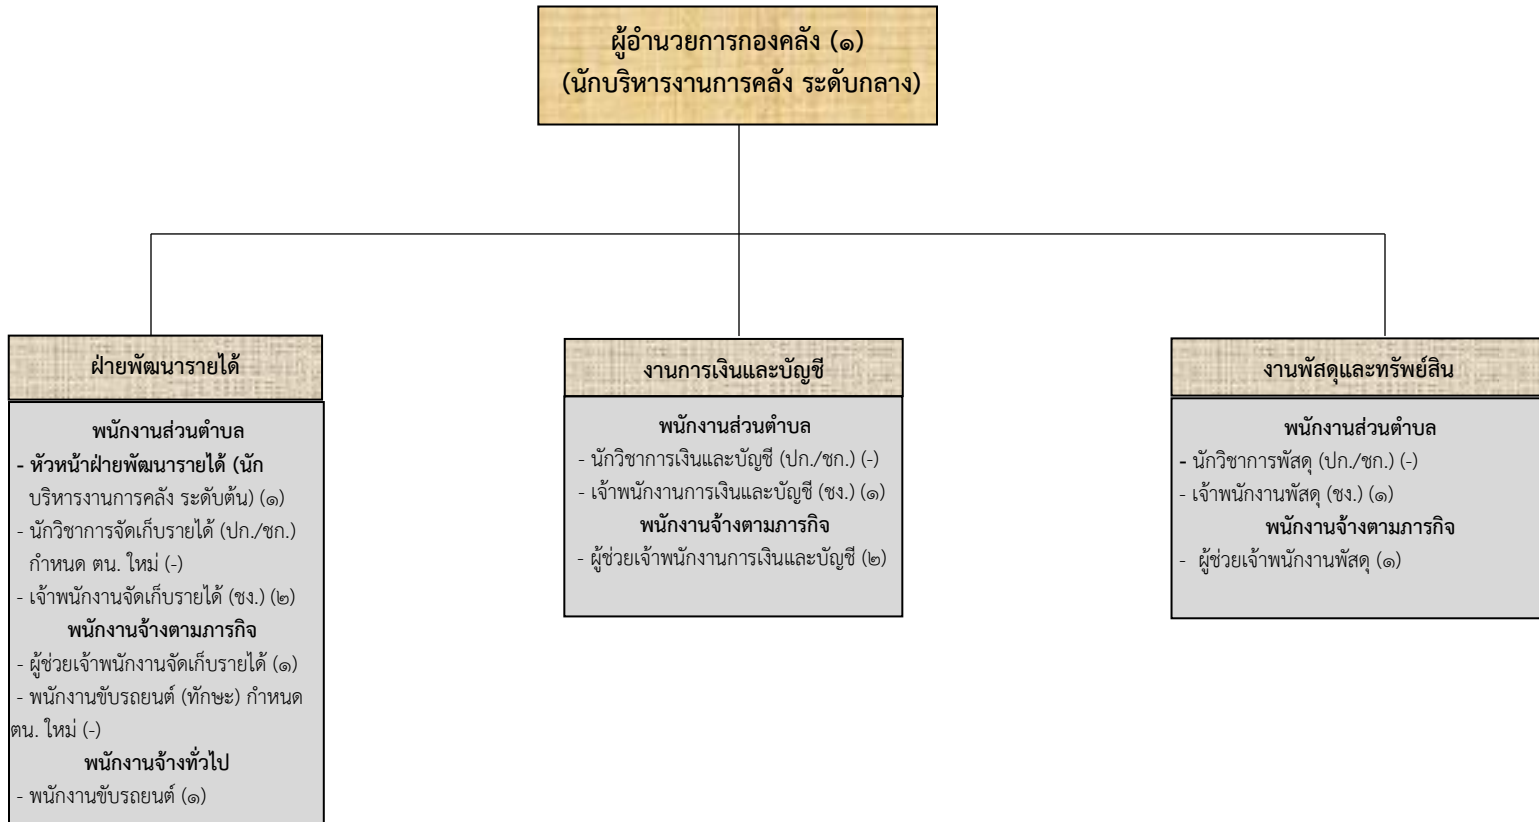 ผู้อำนวยการกองคลัง (๑)
(นักบริหารงานการคลัง ระดับกลาง)
ฝ่ายพัฒนารายได้
พนักงานส่วนตำบล
- หัวหน้าฝ่ายพัฒนารายได้ (นัก
บริหารงานการคลัง ระดับต้น) (๑)
- นักวิชาการจัดเก็บรายได้ (ปก./ชก.)
กำหนด ตน. ใหม่ (-)
- เจ้าพนักงานจัดเก็บรายได้ (ชง.) (๒)
พนักงานจ้างตามภารกิจ
- ผู้ช่วยเจ้าพนักงานจัดเก็บรายได้ (๑)
- พนักงานขับรถยนต์ (ทักษะ) กำหนด
ตน. ใหม่ (-)
พนักงานจ้างทั่วไป
- พนักงานขับรถยนต์ (๑)
งานการเงินและบัญชี
พนักงานส่วนตำบล
- นักวิชาการเงินและบัญชี (ปก./ชก.) (-)
- เจ้าพนักงานการเงินและบัญชี (ชง.) (๑)
พนักงานจ้างตามภารกิจ
- ผู้ช่วยเจ้าพนักงานการเงินและบัญชี (๒)
งานพัสดุและทรัพย์สิน
พนักงานส่วนตำบล
- นักวิชาการพัสดุ (ปก./ชก.) (-)
- เจ้าพนักงานพัสดุ (ชง.) (๑)
พนักงานจ้างตามภารกิจ
- ผู้ช่วยเจ้าพนักงานพัสดุ (๑)